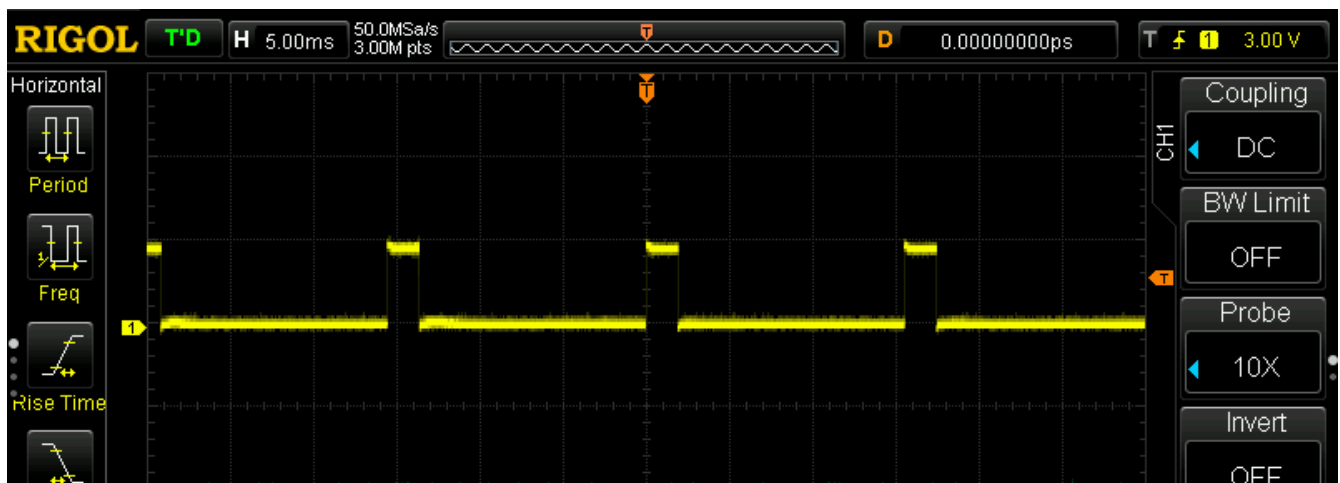 RIGOL T'D H 5.00ms 50.0MSa/s 3.00M pts T D 0.00000000ps T 1 3.00 V
Horizontal
T
Period
1/
Freq
Rise Time
1
T
CH1
Coupling
DC
BW Limit
OFF
Probe
10X
Invert
OFF